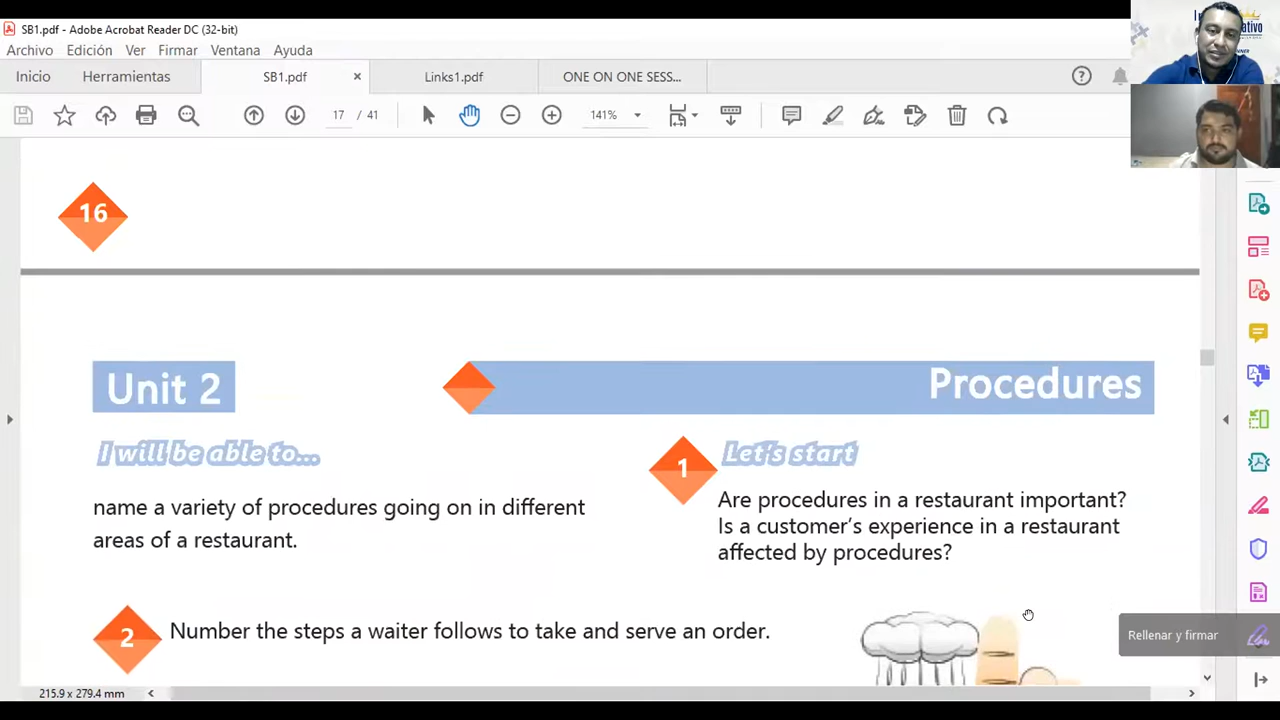 SB1.pdf - Adobe Acrobat Reader DC (32-bit)
Archivo Edición Ver Firmar Ventana Ayuda
Inicio Herramientas SB1.pdf × Links1.pdf ONE ON ONE SESS...
17 / 41 141%
16
Unit 2
Procedures
I will be able to...
name a variety of procedures going on in different
areas of a restaurant.
1 Let's start
Are procedures in a restaurant important?
Is a customer's experience in a restaurant
affected by procedures?
2 Number the steps a waiter follows to take and serve an order.
Rellenar y firmar
215.9 x 279.4 mm